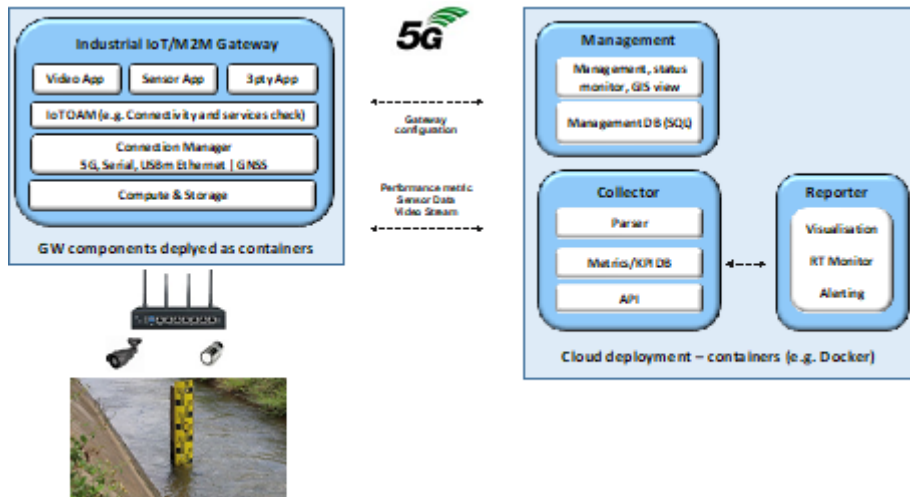 Industrial IoT/M2M Gateway
Video App
Sensor App
3pty App
IoTOAM (e.g. Connectivity and services check)
Connection Manager
5G, Serial, USBm Ethernet | GNSS
Compute & Storage
GW components deplyed as containers
5G
Gateway
configuration
Performance metric
Sensor Data
Video Stream
Management
Management, status
monitor, GIS view
Management DB (SQL)
Collector
Parser
Metrics/KPI DB
API
Reporter
Visualisation
RT Monitor
Alerting
Cloud deployment – containers (e.g. Docker)